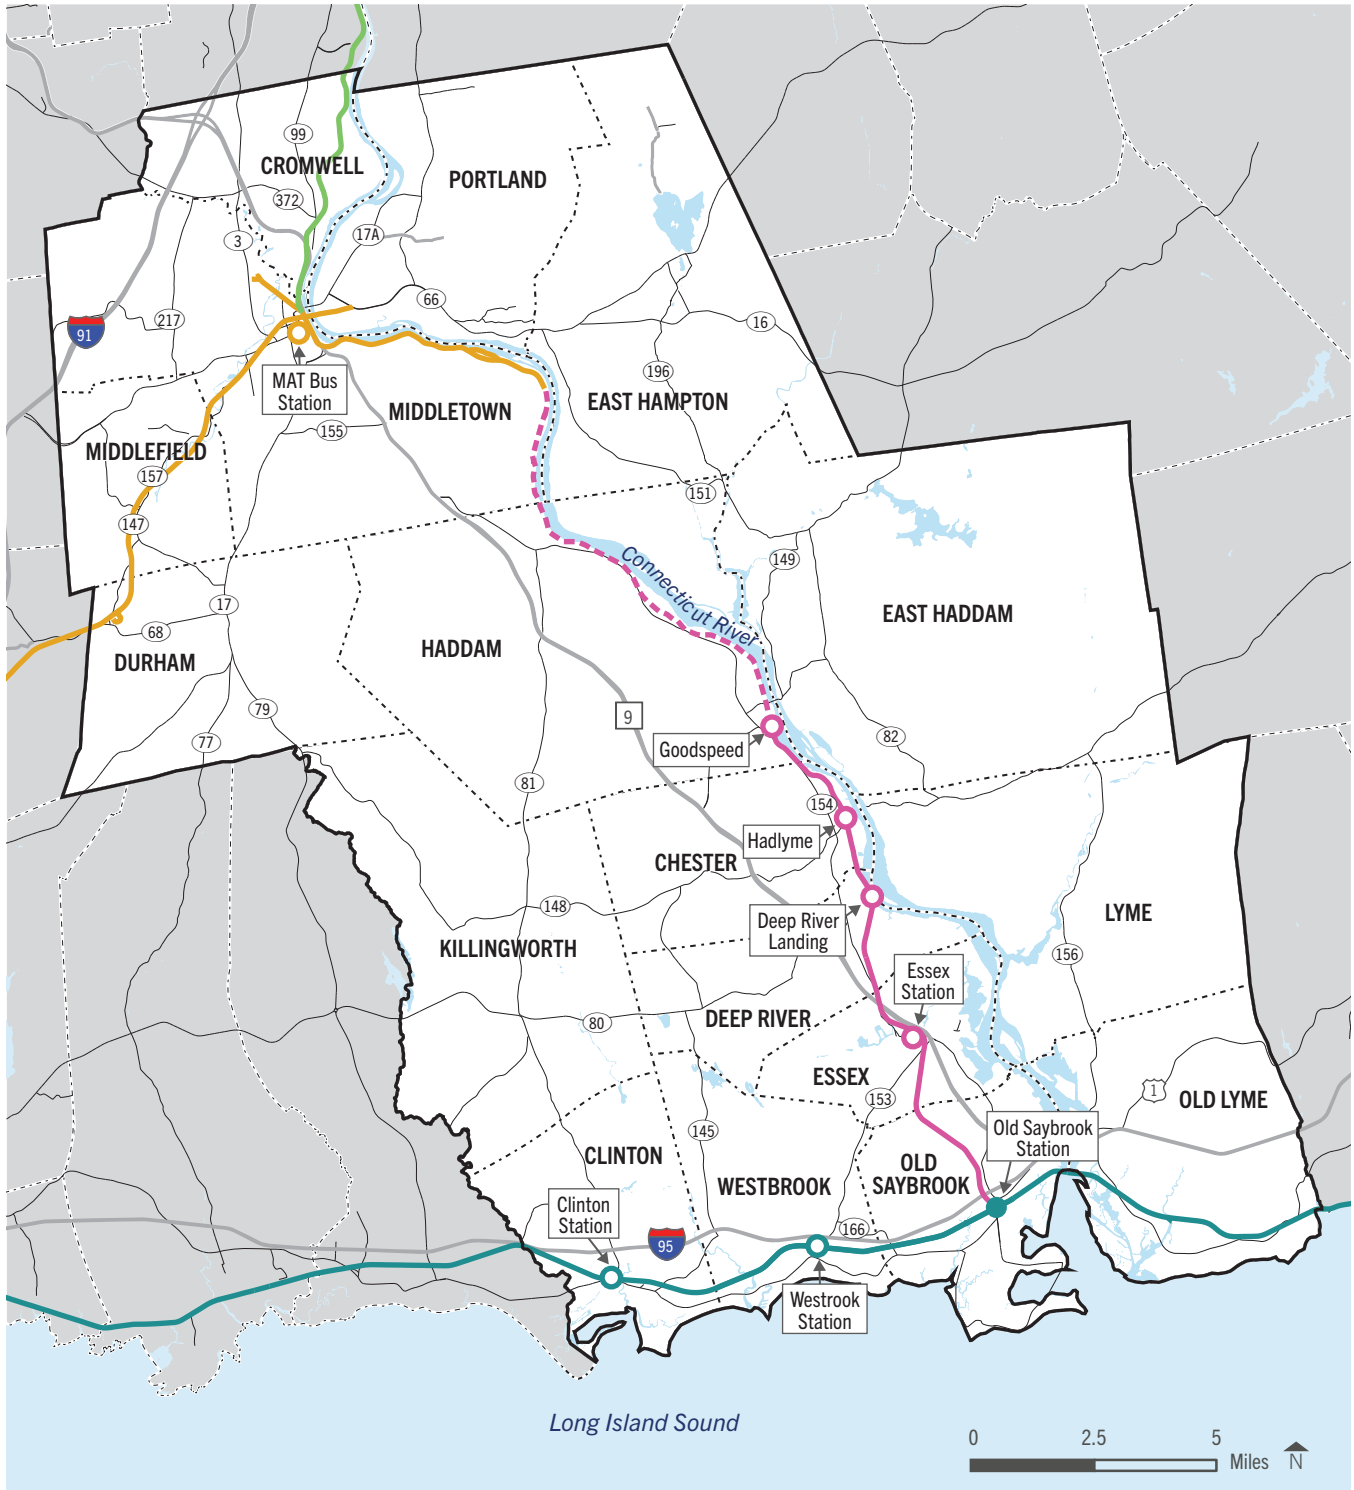 99
CROMWELL
PORTLAND
372
3
17A
66
217
91
16
MAT Bus
Station
196
MIDDLETOWN
EAST HAMPTON
155
MIDDLEFIELD
157
151
147
Connecticut River
149
17
EAST HADDAM
68
HADDAM
DURHAM
79
9
77
82
Goodspeed
81
154
Hadlyme
CHESTER
148
Deep River
Landing
LYME
KILLINGWORTH
156
Essex
Station
80
DEEP RIVER
ESSEX
1
153
OLD LYME
145
Old Saybrook
Station
CLINTON
OLD
SAYBROOK
WESTBROOK
Clinton
Station
166
95
Westrook
Station
Long Island Sound
0 2.5 5
Miles N